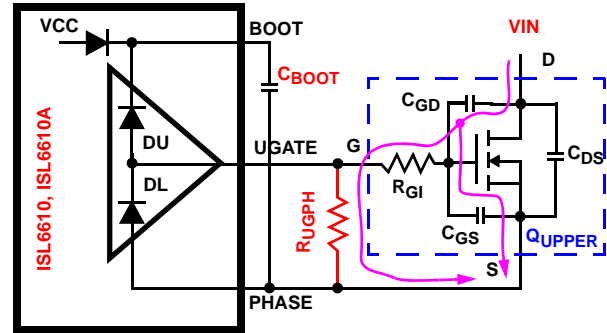 VCC
BOOT
VIN
D
CBOOT
CGD
DU
UGATE
G
CDS
DL
RGI
ISL6610, ISL6610A
RUGPH
CGS
QUPPER
S
PHASE